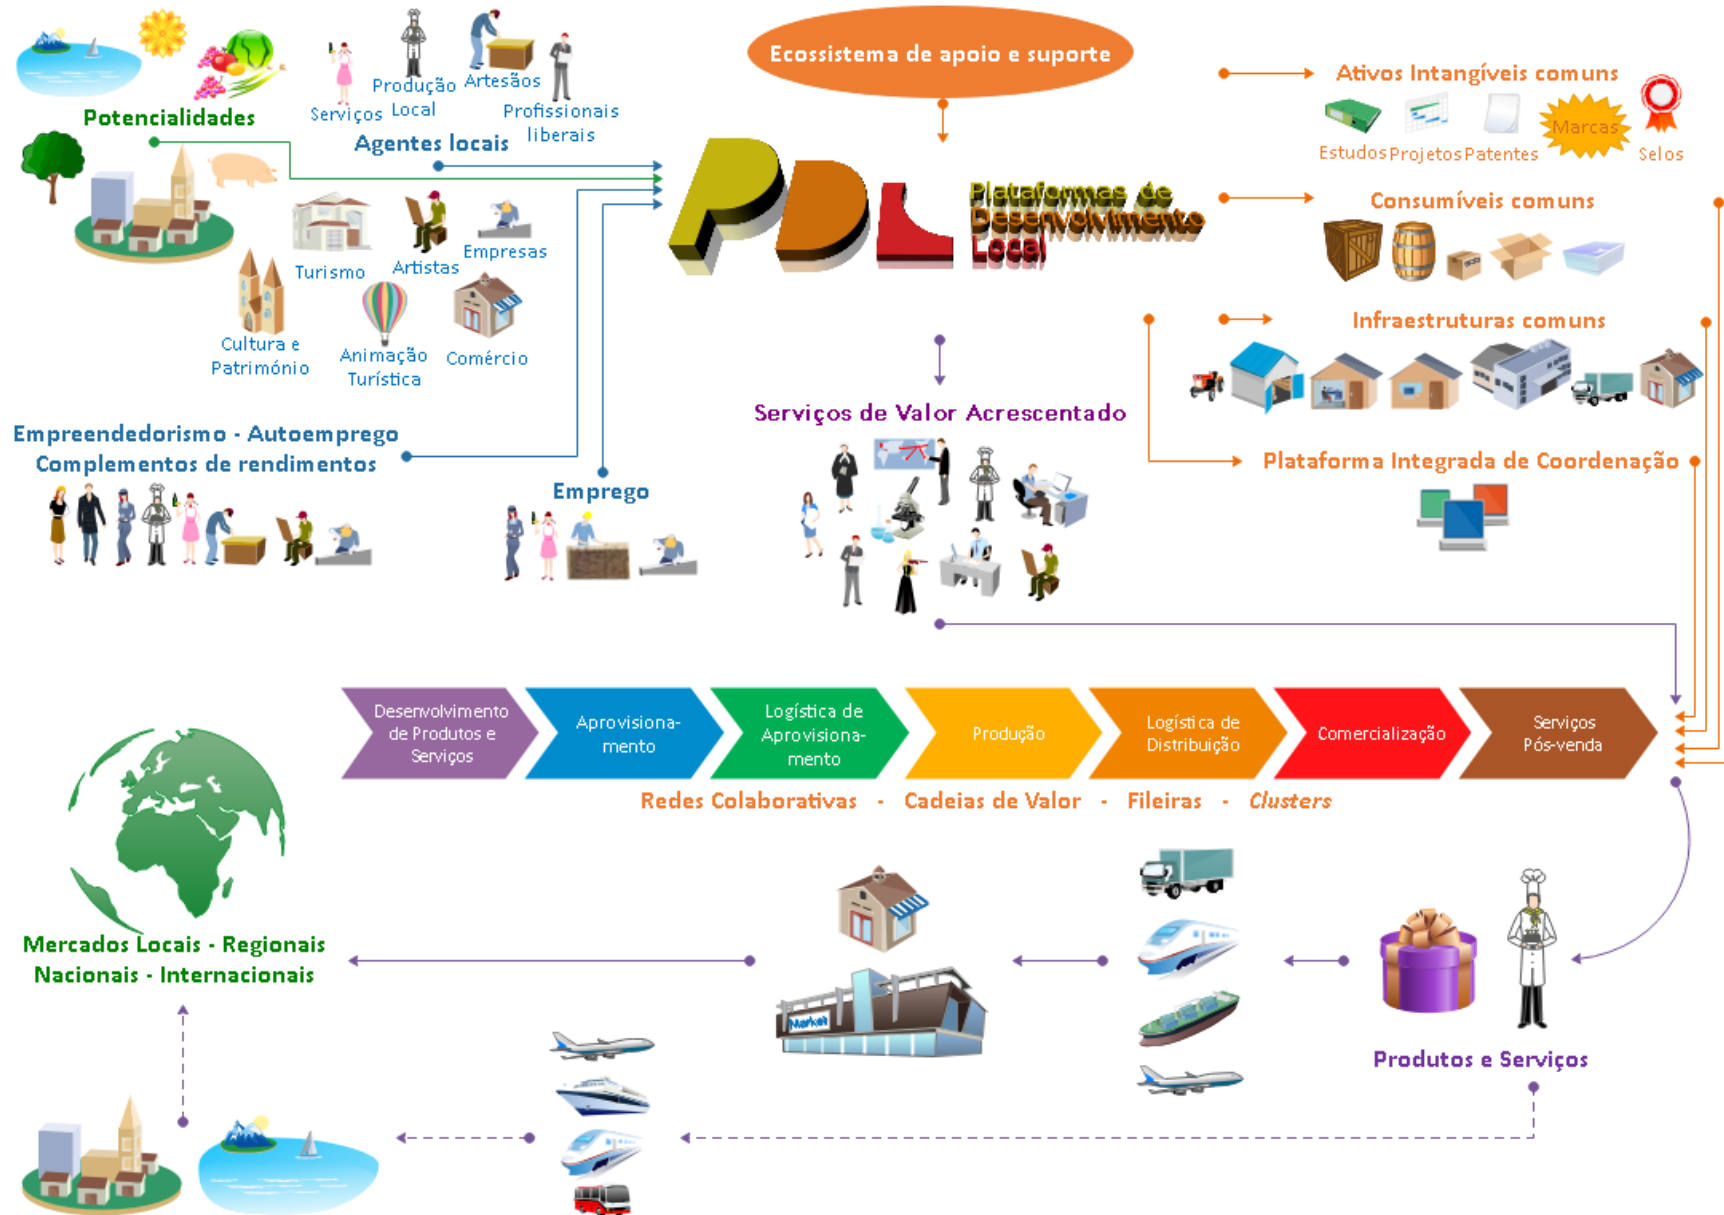 Ecossistema de apoio e suporte
Potencialidades
Serviços
Produção
Local
Artesãos
Profissionais
liberais
Agentes locais
Turismo
Artistas
Empresas
Cultura e
Património
Animação
Turística
Comércio
Empreendedorismo - Autoemprego
Complementos de rendimentos
Emprego
PDL
Plataformas de
Desenvolvimento
Local
Serviços de Valor Acrescentado
Ativos Intangíveis comuns
Estudos
Projetos
Patentes
Marcas
Selos
Consumíveis comuns
Infraestruturas comuns
Plataforma Integrada de Coordenação
Desenvolvimento
de Produtos e
Serviços
Aprovisiona-
mento
Logística de
Aprovisiona-
mento
Produção
Logística de
Distribuição
Comercialização
Serviços
Pós-venda
Redes Colaborativas - Cadeias de Valor - Fileiras - Clusters
Mercados Locais - Regionais
Nacionais - Internacionais
Market
Produtos e Serviços